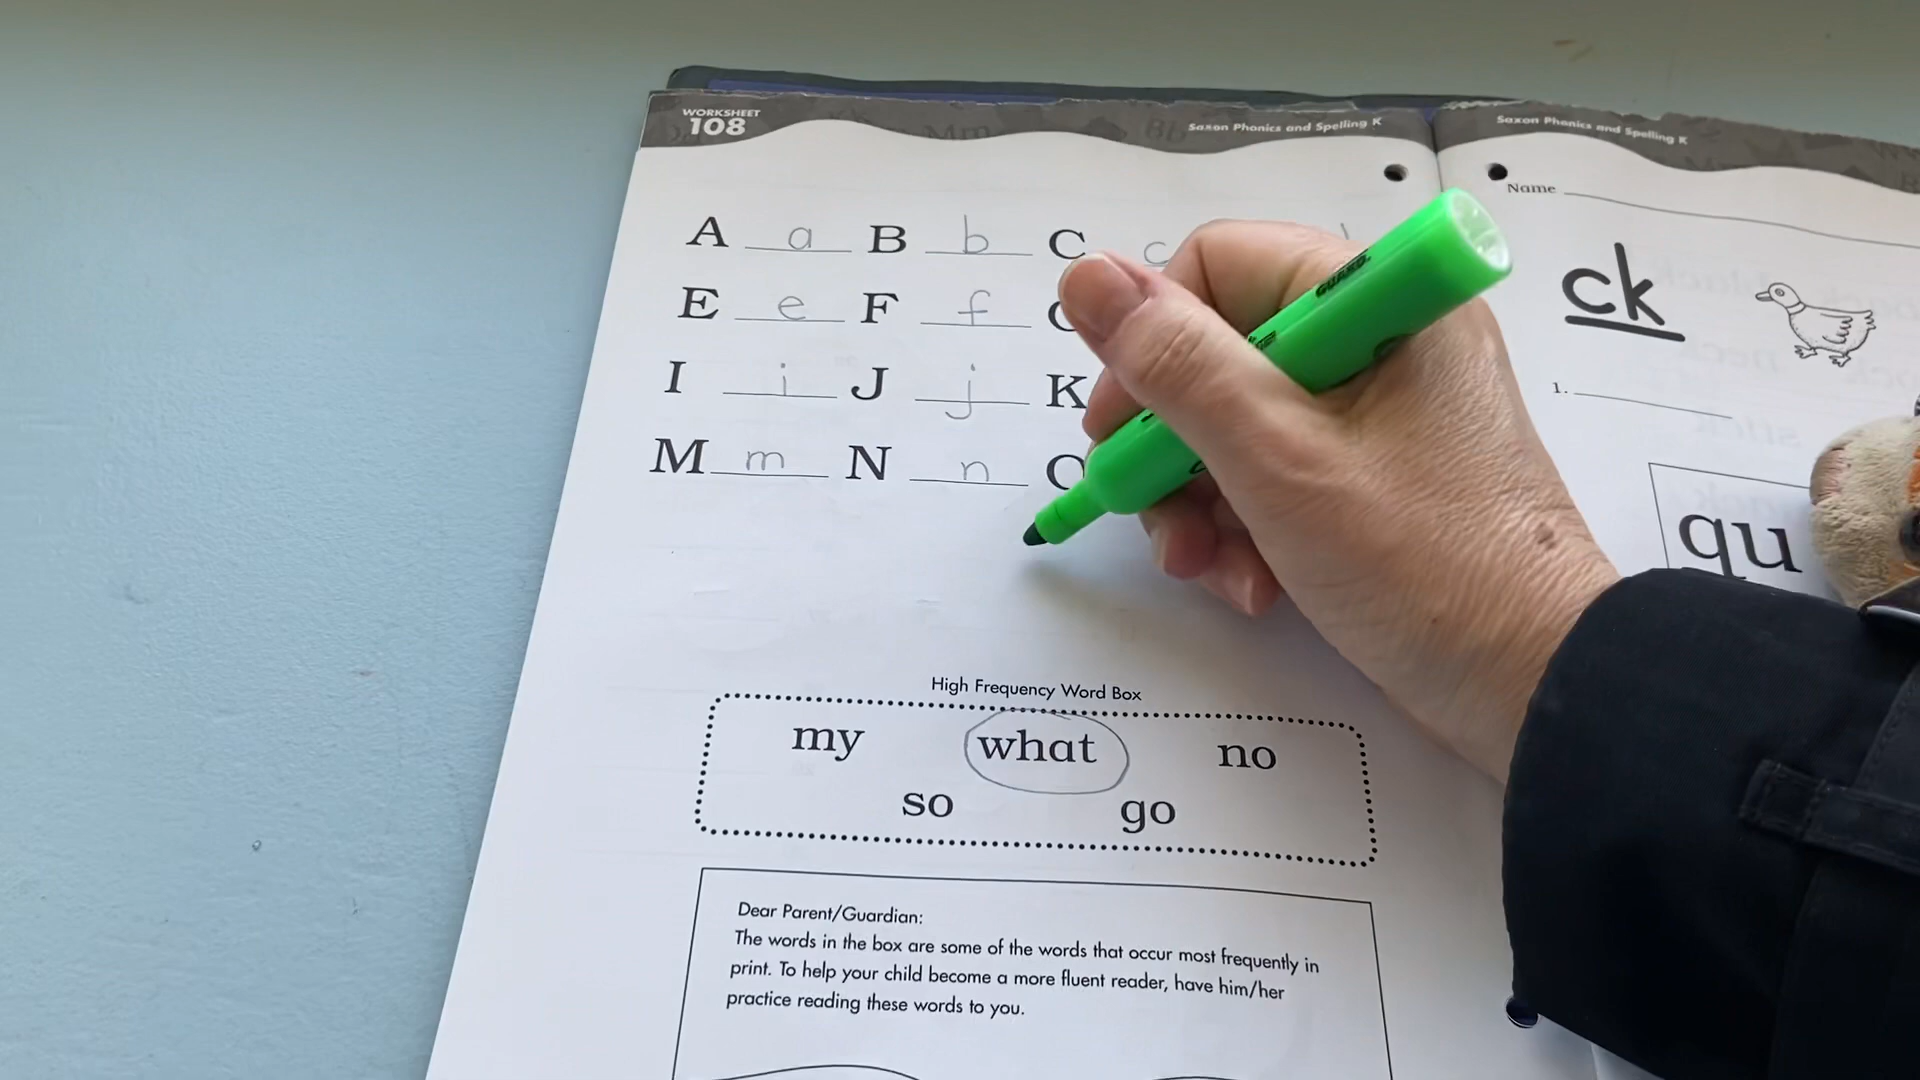 WORKSHEET
108
Saxon Phonics and Spelling K
A a B b C c
E e F f
I i J j K
M m N n
High Frequency Word Box
my what no
so go
Dear Parent/Guardian:
The words in the box are some of the words that occur most frequently in
print. To help your child become a more fluent reader, have him/her
practice reading these words to you.
Saxon Phonics and Spelling K
Name
ck
1.
qu